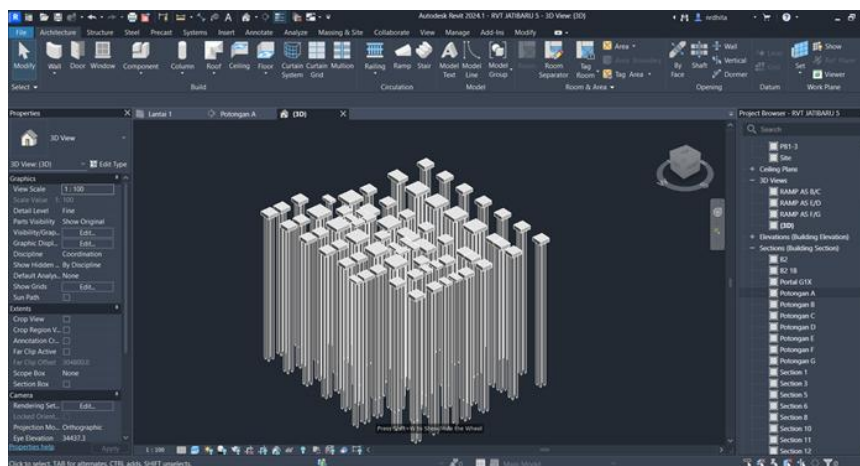 Autodesk Revit 2024.1 - RVT JATIBARU 5 - 3D View: {3D}
File Architecture Structure Steel Precast Systems Insert Annotate Analyze Massing & Site Collaborate View Manage Add-Ins Modify
Modify Wall Door Window Component Column Roof Ceiling Floor Curtain System Curtain Grid Mullion Railing Ramp Stair Model Text Model Line Model Group Room Separator Tag Room Area Tag Area By Face Shaft Wall Vertical Dormer Set Show Viewer
Select Build Circulation Model Room & Area Opening Datum Work Plane
Properties
Lantai 1 Potongan A {3D}
3D View
3D View: {3D} Edit Type
Graphics
View Scale 1 : 100
Scale Value 1: 100
Detail Level Fine
Parts Visibility Show Original
Visibility/Grap... Edit...
Graphic Displ... Edit...
Discipline Coordination
Show Hidden ... By Discipline
Default Analys... None
Show Grids Edit...
Sun Path
Extents
Crop View
Crop Region V...
Annotation Cr...
Far Clip Active
Far Clip Offset 304800.0
Scope Box None
Section Box
Camera
Rendering Set... Edit...
Locked Orient...
Projection Mo... Orthographic
Eye Elevation 34437.3
Properties help Apply
Project Browser - RVT JATIBARU 5
Search
PB1-3
Site
Ceiling Plans
3D Views
RAMP AS B/C
RAMP AS E/D
RAMP AS F/G
{3D}
Elevations (Building Elevation)
Sections (Building Section)
B2
B2 1B
Portal G1X
Potongan A
Potongan B
Potongan C
Potongan D
Potongan E
Potongan F
Potongan G
Section 1
Section 3
Section 5
Section 6
Section 8
Section 10
Section 11
Section 12
1 : 100
Click to select, TAB for alternates, CTRL adds, SHIFT unselects.
Main Model